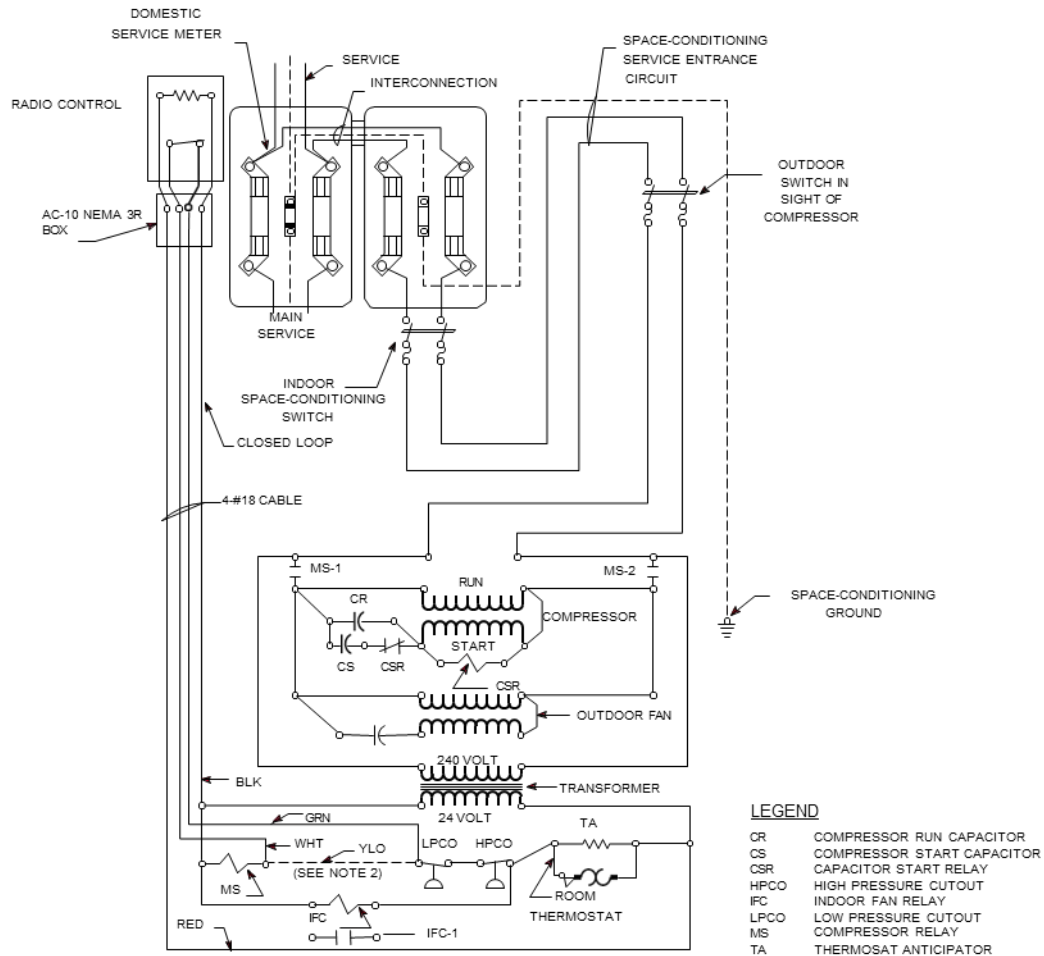 DOMESTIC
SERVICE METER
SERVICE
INTERCONNECTION
SPACE-CONDITIONING
SERVICE ENTRANCE
CIRCUIT
RADIO CONTROL
OUTDOOR
SWITCH IN
SIGHT OF
COMPRESSOR
AC-10 NEMA 3R
BOX
MAIN
SERVICE
INDOOR
SPACE-CONDITIONING
SWITCH
CLOSED LOOP
4-#18 CABLE
MS-1
RUN
MS-2
CR
COMPRESSOR
START
CS
CSR
CSR
SPACE-CONDITIONING
GROUND
OUTDOOR FAN
240 VOLT
BLK
TRANSFORMER
24 VOLT
GRN
WHT
YLO
(SEE NOTE 2)
LPCO
HPCO
TA
MS
ROOM
THERMOSTAT
IFC
IFC-1
RED
LEGEND
CR COMPRESSOR RUN CAPACITOR
CS COMPRESSOR START CAPACITOR
CSR CAPACITOR START RELAY
HPCO HIGH PRESSURE CUTOUT
IFC INDOOR FAN RELAY
LPCO LOW PRESSURE CUTOUT
MS COMPRESSOR RELAY
TA THERMOSAT ANTICIPATOR